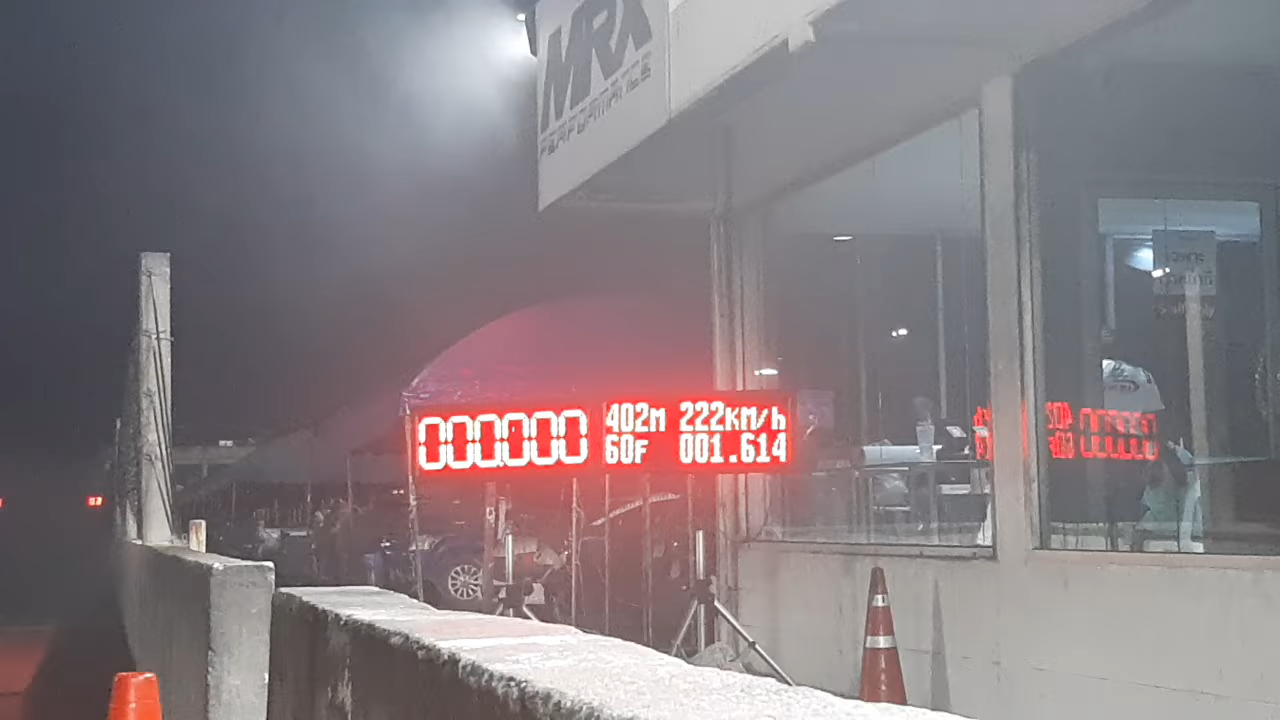 MRX
PERFORMANCE
000.000
402M 222KM/h
60F 001.614